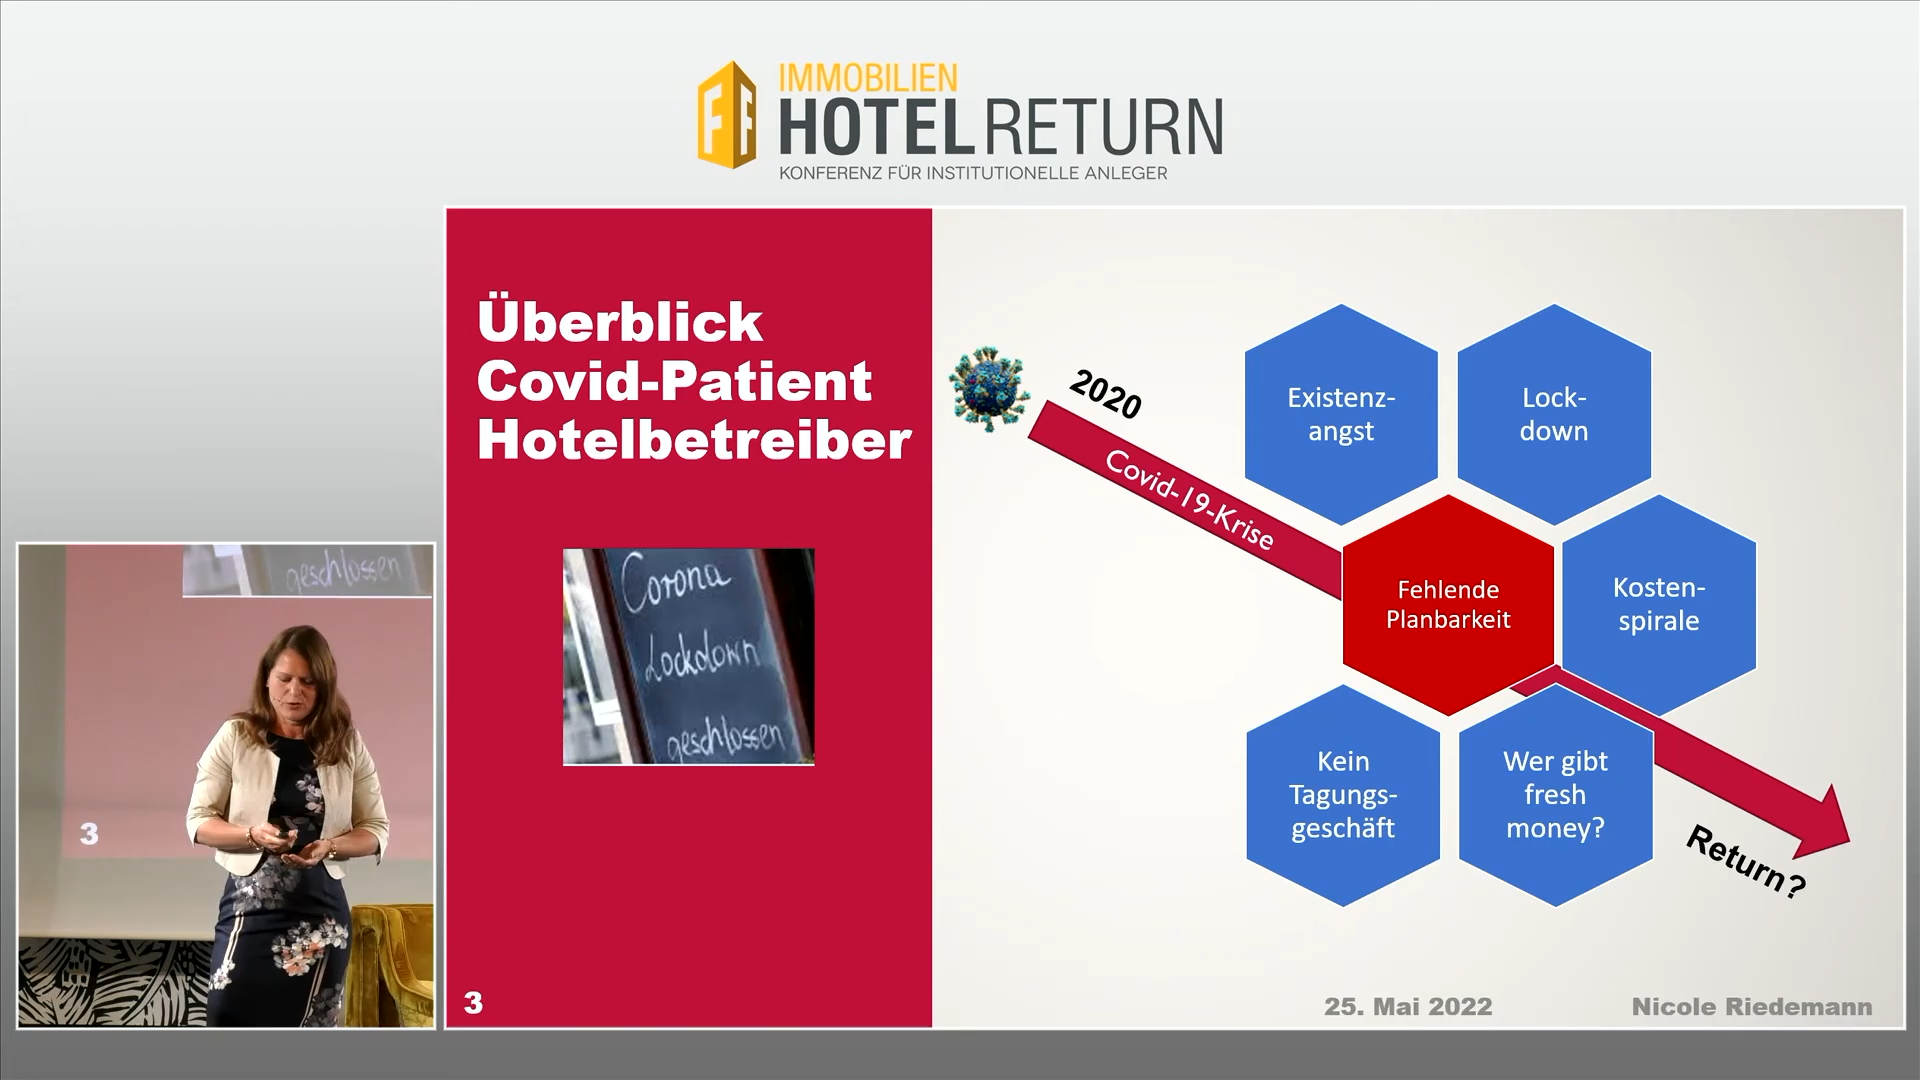 IMMOBILIEN
HOTELRETURN
KONFERENZ FÜR INSTITUTIONELLE ANLEGER
Überblick
Covid-Patient
Hotelbetreiber
Corona
Lockdown
geschlossen
3
2020
Covid-19-Krise
Existenz-
angst
Lock-
down
Fehlende
Planbarkeit
Kosten-
spirale
Kein
Tagungs-
geschäft
Wer gibt
fresh
money?
Return?
25. Mai 2022
Nicole Riedemann
geschlossen
3